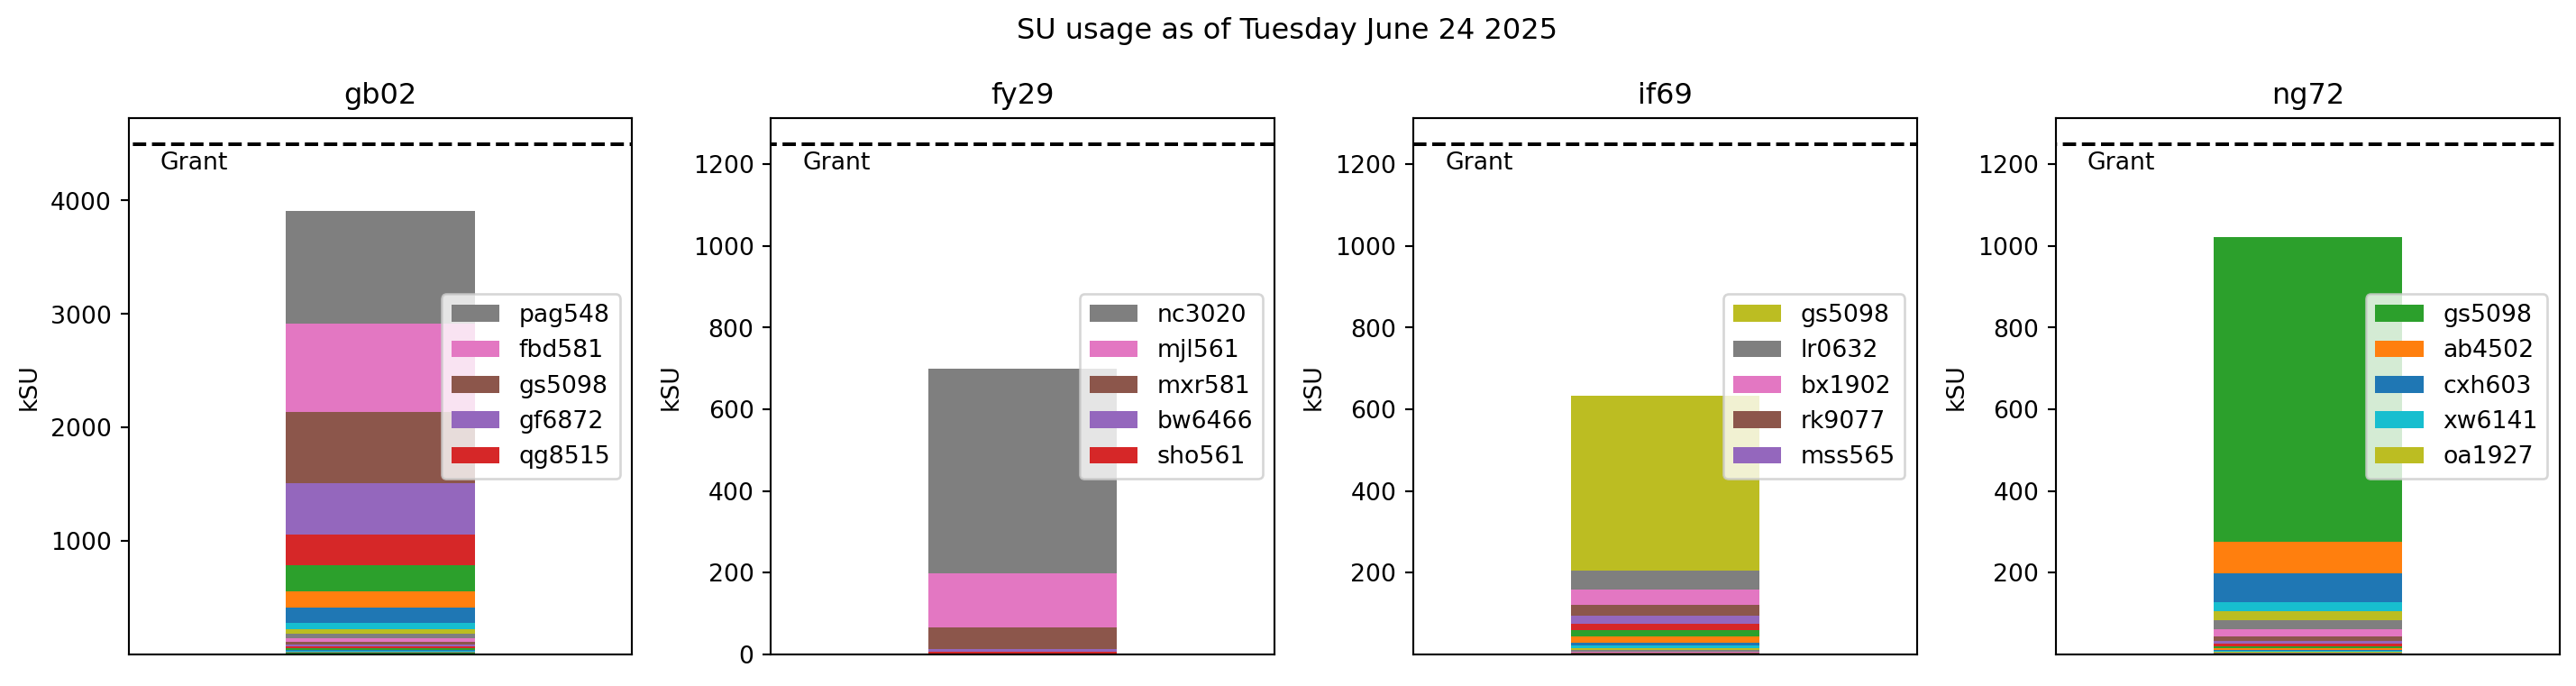 SU usage as of Tuesday June 24 2025
gb02
kSU
4000
3000
2000
1000
Grant
pag548
fbd581
gs5098
gf6872
qg8515
fy29
kSU
1200
1000
800
600
400
200
0
Grant
nc3020
mjl561
mxr581
bw6466
sho561
if69
kSU
1200
1000
800
600
400
200
Grant
gs5098
lr0632
bx1902
rk9077
mss565
ng72
kSU
1200
1000
800
600
400
200
Grant
gs5098
ab4502
cxh603
xw6141
oa1927